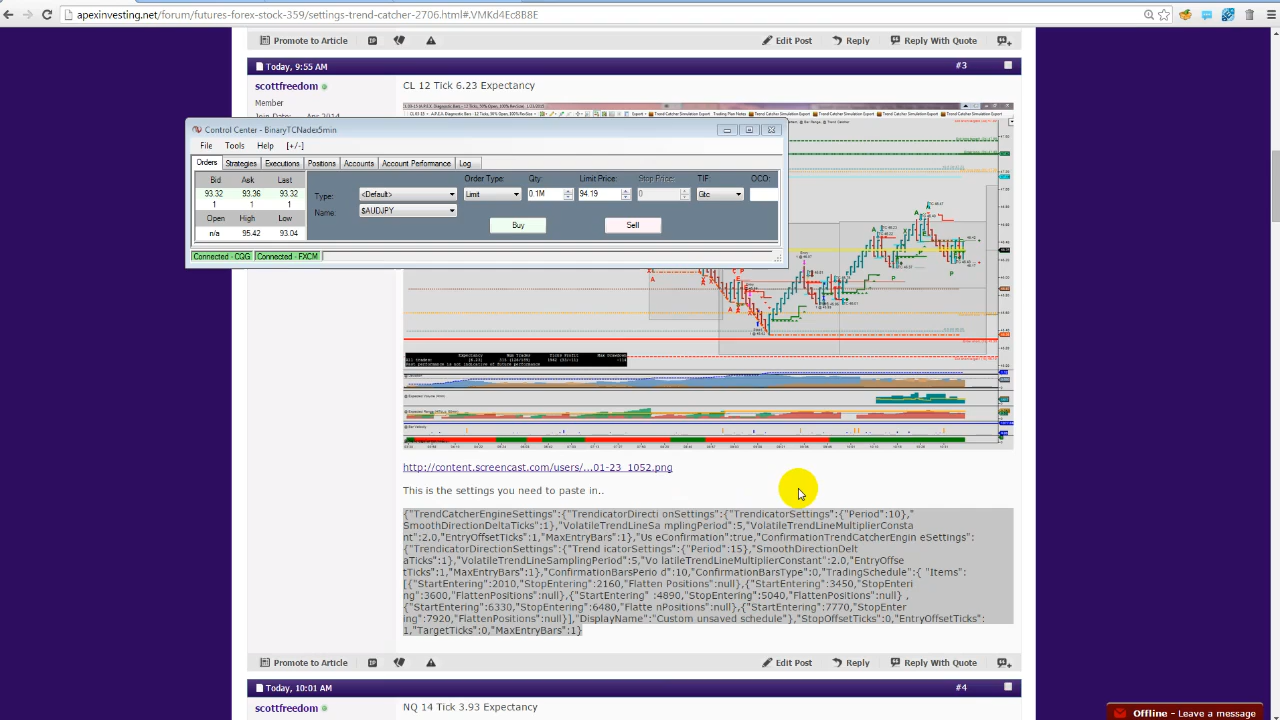 apexinvesting.net/forum/futures-forex-stock-359/settings-trend-catcher-2706.html#.VMKd4Ec8B8E
Promote to Article
Edit Post
Reply
Reply With Quote
Today, 9:55 AM
#3
scottfreedom
Member
CL 12 Tick 6.23 Expectancy
Control Center - BinaryTCNadex5min
File Tools Help [+/-]
Orders Strategies Executions Positions Accounts Account Performance Log
Bid Ask Last
93.32 93.36 93.32
1 1 9
Open High Low
n/a 95.42 93.04
Order Type: Qty: Limit Price: Stop Price: TIF: OCO:
Type: <Default> Limit 0.1M 94.19 0 Gtc
Name: $AUDJPY
Buy Sell
Connected - CQG Connected - FXCM
http://content.screencast.com/users/...01-23_1052.png
This is the settings you need to paste in..
{"TrendCatcherEngineSettings":{"TrendicatorDirecti onSettings":{"TrendicatorSettings":{"Period":10},"
SmoothDirectionDeltaTicks":1},"VolatileTrendLineSa mplingPeriod":5,"VolatileTrendLineMultiplierConsta
nt":2.0,"EntryOffsetTicks":1,"MaxEntryBars":1},"Us eConfirmation":true,"ConfirmationTrendCatcherEngin eSettings":
{"TrendicatorDirectionSettings":{"Trend icatorSettings":{"Period":15},"SmoothDirectionDelt
aTicks":1},"VolatileTrendLineSamplingPeriod":5,"Vo latileTrendLineMultiplierConstant":2.0,"EntryOffse
tTicks":1,"MaxEntryBars":1},"ConfirmationBarsPerio d":10,"ConfirmationBarsType":0,"TradingSchedule":{ "Items":
[{"StartEntering":2010,"StopEntering":2160,"Flatten Positions":null},{"StartEntering":3450,"StopEnteri
ng":3600,"FlattenPositions":null},{"StartEntering" :4890,"StopEntering":5040,"FlattenPositions":null} ,
{"StartEntering":6330,"StopEntering":6480,"Flatte nPositions":null},{"StartEntering":7770,"StopEnter
ing":7920,"FlattenPositions":null}],"DisplayName":"Custom unsaved schedule"},"StopOffsetTicks":0,"EntryOffsetTicks":
1,"TargetTicks":0,"MaxEntryBars":1}
Promote to Article
Edit Post
Reply
Reply With Quote
Today, 10:01 AM
#4
scottfreedom
NQ 14 Tick 3.93 Expectancy
Offline - Leave a message